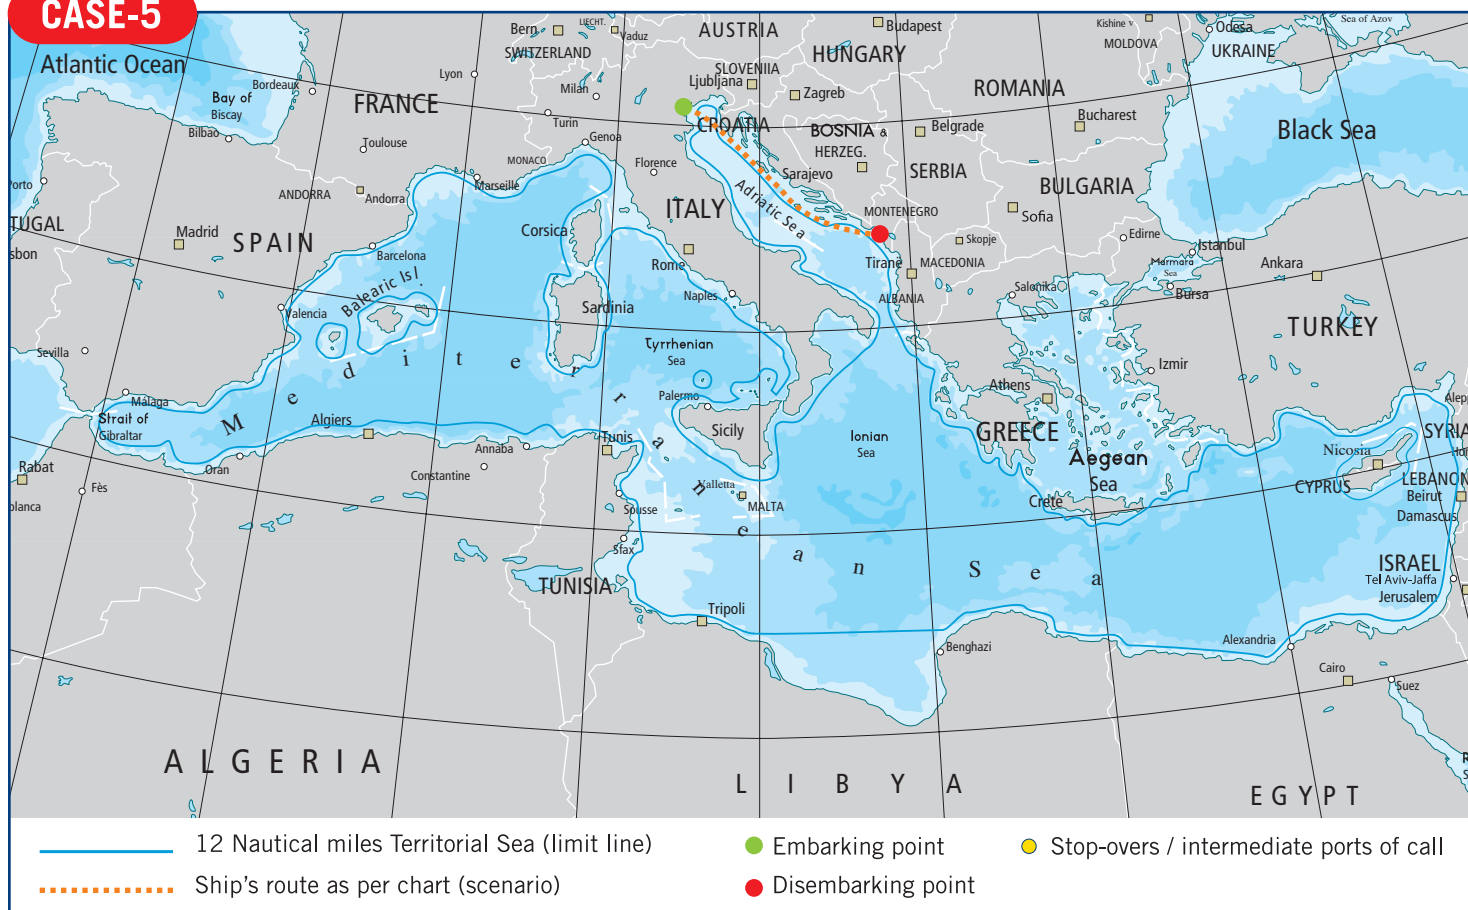 CASE-5
Atlantic Ocean
Bay of
Biscay
Bordeaux
Bilbao
Lyon
FRANCE
Toulouse
Bern
SWITZERLAND
LIECHT.
Vaduz
AUSTRIA
Budapest
HUNGARY
SLOVENIIA
Ljubljana
Zagreb
Milan
Turin
Genoa
MONACO
Marseille
Florence
CROATIA
BOSNIA &
HERZEG.
Sarajevo
Belgrade
SERBIA
ROMANIA
Bucharest
Kishine v
MOLDOVA
Odesa
UKRAINE
Sea of Azov
Black Sea
BULGARIA
Sofia
MONTENEGRO
Skopje
MACEDONIA
Tirane
ALBANIA
Adriatic Sea
ITALY
Rome
Naples
Corsica
Sardinia
Tyrrhenian
Sea
Palermo
Sicily
ANDORRA
Andorra
Porto
TUGAL
sbon
Madrid
SPAIN
Barcelona
Balearic Is/
Valencia
Sevilla
Málaga
Strait of
Gibraltar
Rabat
Fès
blanca
Oran
Algiers
Constantine
Annaba
Tunis
Sousse
Sfax
TUNISIA
Valletta
MALTA
Mediterranean Sea
Ionian
Sea
Salonika
Edirne
Istanbul
Marmara
Sea
Bursa
Ankara
TURKEY
Izmir
Athens
GREECE
Aegean
Sea
Crete
Nicosia
CYPRUS
Alepp
SYRIA
LEBANON
Beirut
Damascus
ISRAEL
Tel Aviv-Jaffa
Jerusalem
Tripoli
Benghazi
Alexandria
Cairo
Suez
ALGERIA
LIBYA
EGYPT
12 Nautical miles Territorial Sea (limit line)
Ship's route as per chart (scenario)
Embarking point
Disembarking point
Stop-overs / intermediate ports of call